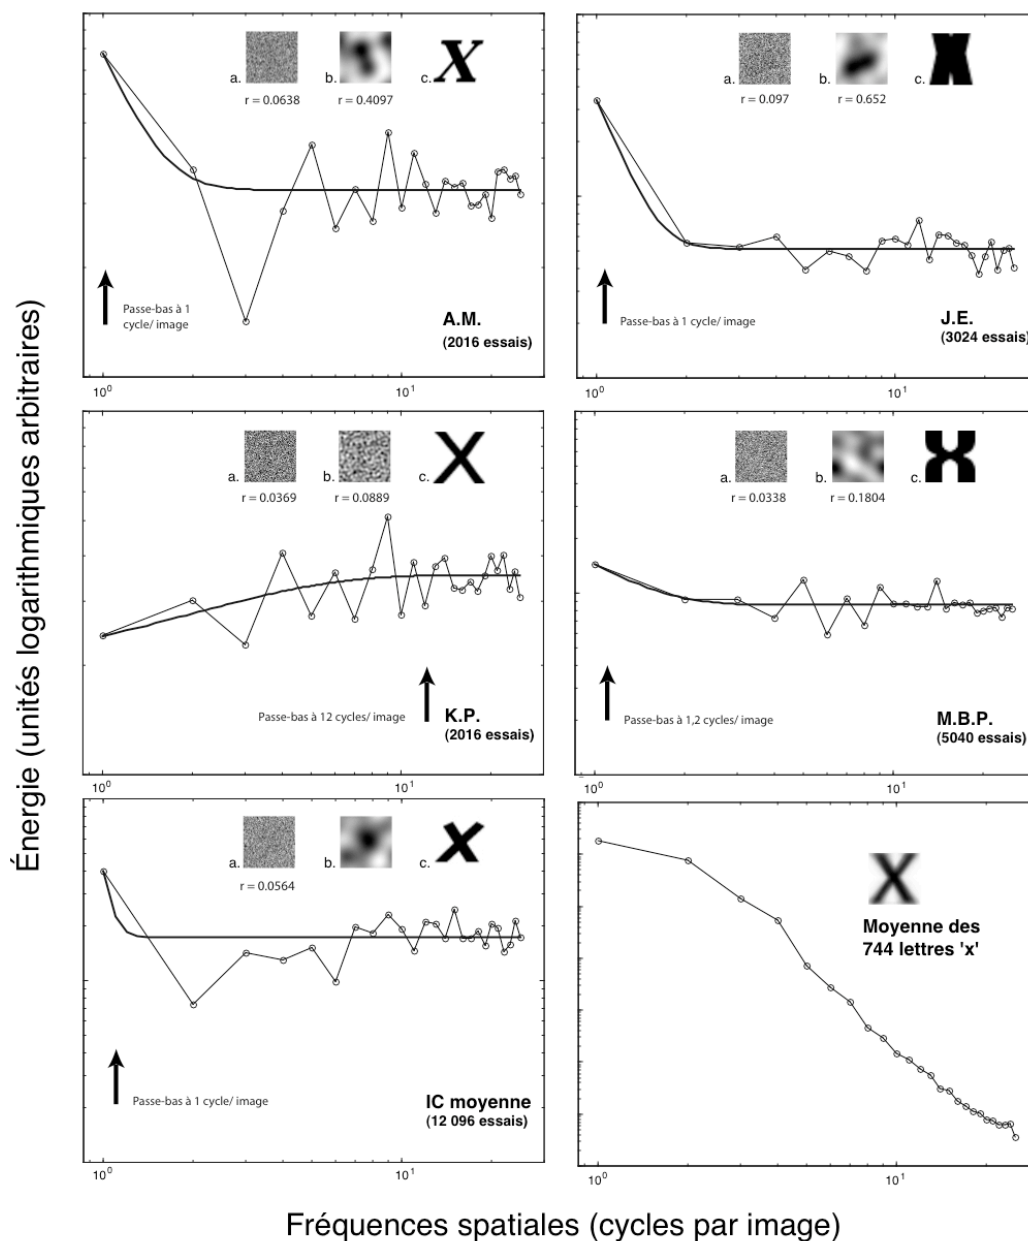 Énergie (unités logarithmiques arbitraires)
a.
b.
c.
X
r = 0.0638
r = 0.4097
Passe-bas à 1
cycle/ image
A.M.
(2016 essais)
10⁰
10¹
a.
b.
c.
X
r = 0.097
r = 0.652
Passe-bas à 1 cycle/ image
J.E.
(3024 essais)
10⁰
10¹
a.
b.
c.
X
r = 0.0369
r = 0.0889
Passe-bas à 12 cycles/ image
K.P.
(2016 essais)
10⁰
10¹
a.
b.
c.
X
r = 0.0338
r = 0.1804
Passe-bas à 1,2 cycles/ image
M.B.P.
(5040 essais)
10⁰
10¹
a.
b.
c.
X
r = 0.0564
Passe-bas à 1 cycle/ image
IC moyenne
(12 096 essais)
10⁰
10¹
X
Moyenne des
744 lettres 'x'
10⁰
10¹
Fréquences spatiales (cycles par image)